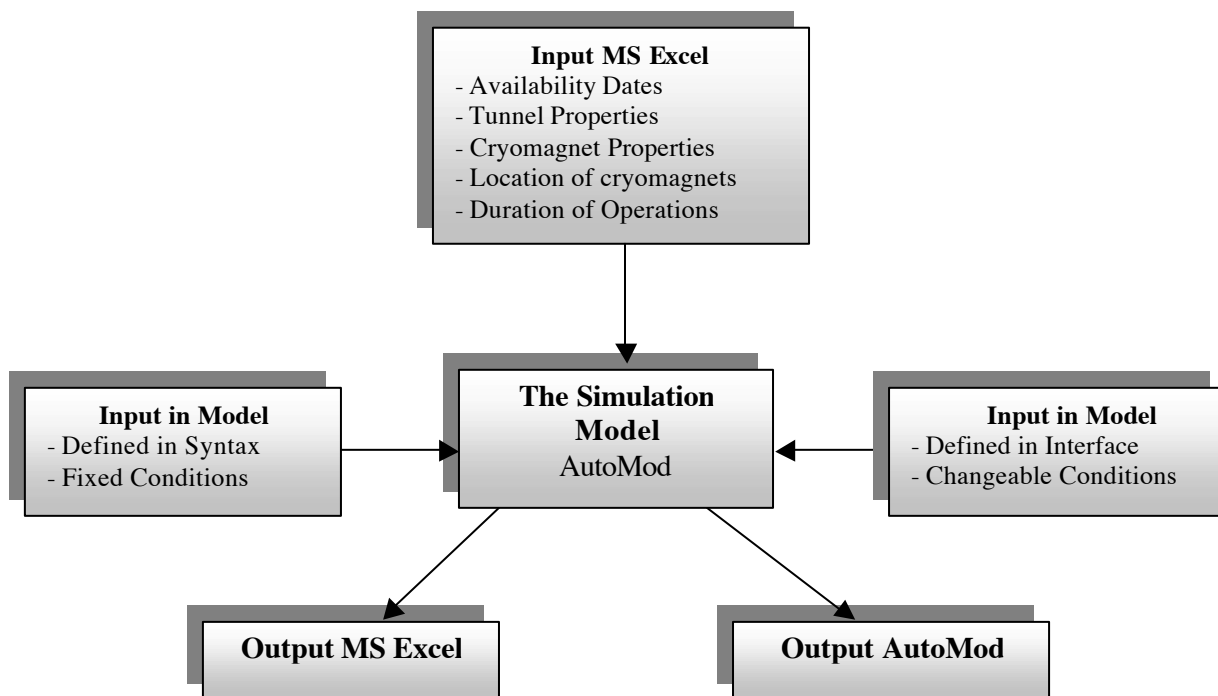 Input MS Excel
- Availability Dates
- Tunnel Properties
- Cryomagnet Properties
- Location of cryomagnets
- Duration of Operations
Input in Model
- Defined in Syntax
- Fixed Conditions
The Simulation
Model
AutoMod
Input in Model
- Defined in Interface
- Changeable Conditions
Output MS Excel
Output AutoMod